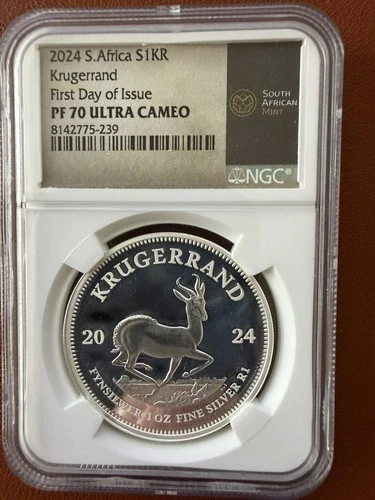 2024 S.Africa S1KR
Krugerrand
First Day of Issue
PF 70 ULTRA CAMEO
8142775-239
SOUTH
AFRICAN
MINT
NGC®
KRUGERRAND
20 24
FYNSILWER 1 OZ FINE SILVER R1